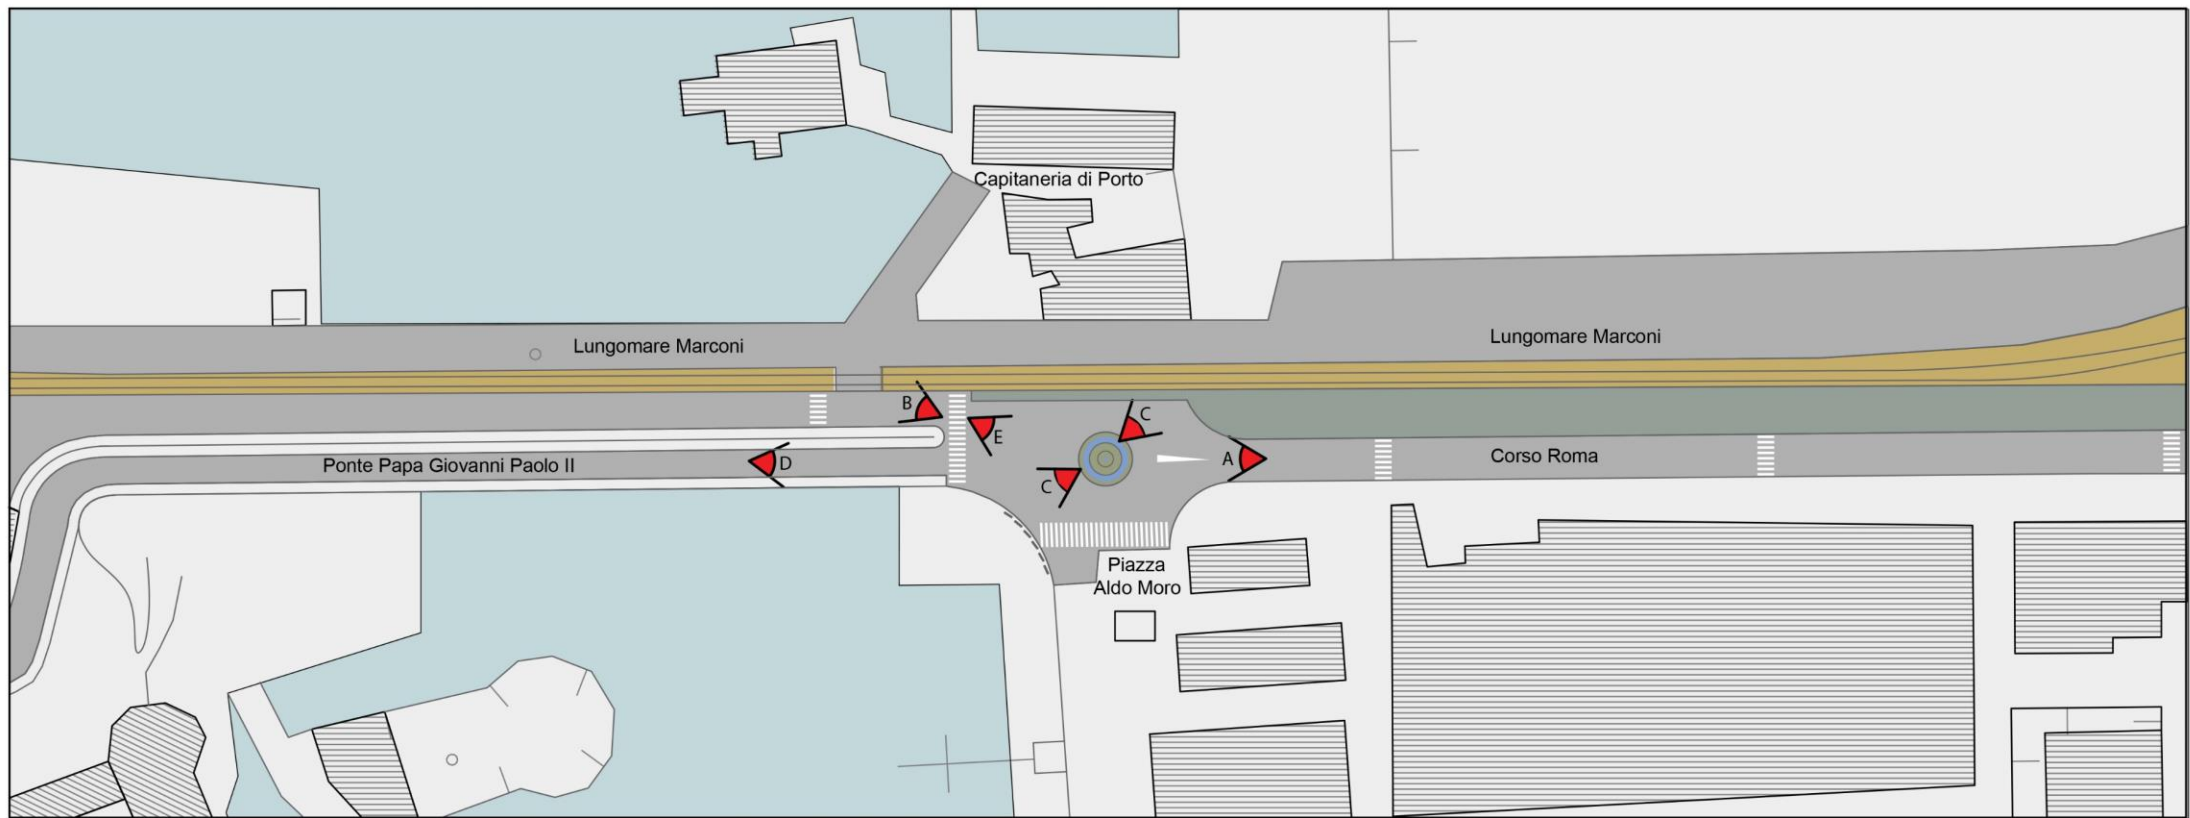 Capitaneria di Porto
Lungomare Marconi
Lungomare Marconi
B
C
E
A
Corso Roma
D
Ponte Papa Giovanni Paolo II
C
Piazza
Aldo Moro